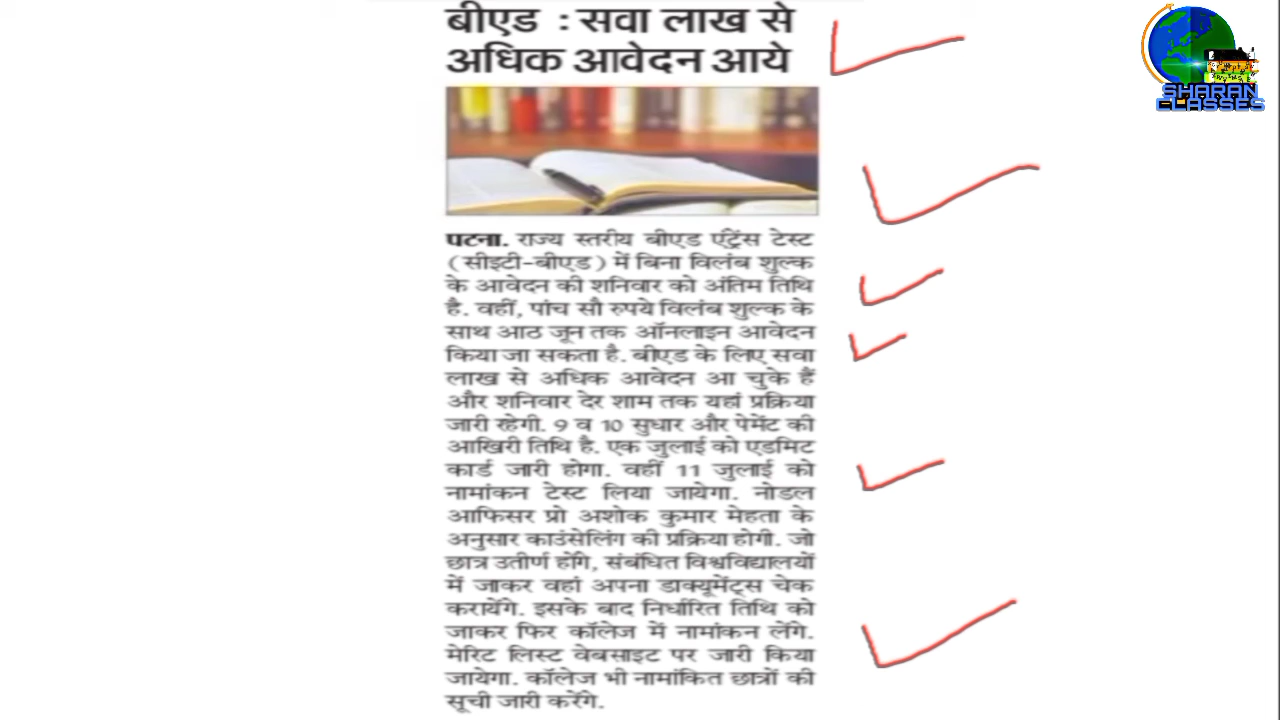 बीएड : सवा लाख से
अधिक आवेदन आये
SHARAN
CLASSES
पटना. राज्य स्तरीय बीएड एंट्रेंस टेस्ट
(सीइटी-बीएड) में बिना विलंब शुल्क
के आवेदन की शनिवार को अंतिम तिथि
है. वहीं, पांच सौ रुपये विलंब शुल्क के
साथ आठ जून तक ऑनलाइन आवेदन
किया जा सकता है. बीएड के लिए सवा
लाख से अधिक आवेदन आ चुके हैं
और शनिवार देर शाम तक यहां प्रक्रिया
जारी रहेगी. 9 व 10 सुधार और पेमेंट की
आखिरी तिथि है. एक जुलाई को एडमिट
कार्ड जारी होगा. वहीं 11 जुलाई को
नामांकन टेस्ट लिया जायेगा. नोडल
आफिसर प्रो अशोक कुमार मेहता के
अनुसार काउंसेलिंग की प्रक्रिया होगी. जो
छात्र उतीर्ण होंगे, संबंधित विश्वविद्यालयों
में जाकर वहां अपना डाक्यूमेंट्स चेक
करायेंगे. इसके बाद निर्धारित तिथि को
जाकर फिर कॉलेज में नामांकन लेंगे.
मेरिट लिस्ट वेबसाइट पर जारी किया
जायेगा. कॉलेज भी नामांकित छात्रों की
सूची जारी करेंगे.